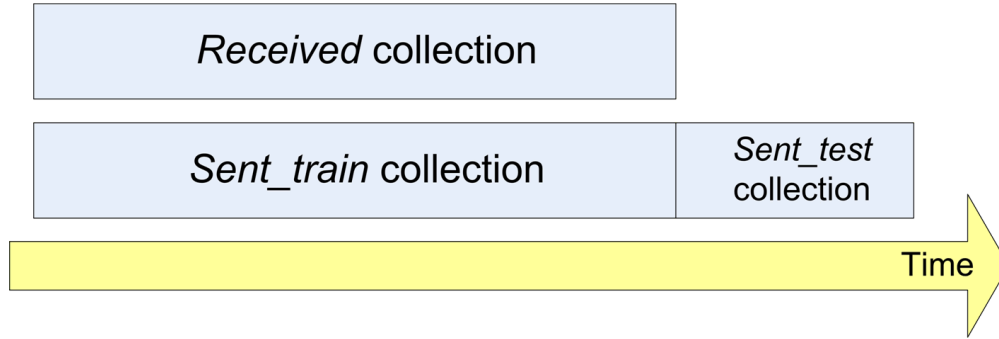 Received collection
Sent_train collection
Sent_test
collection
Time